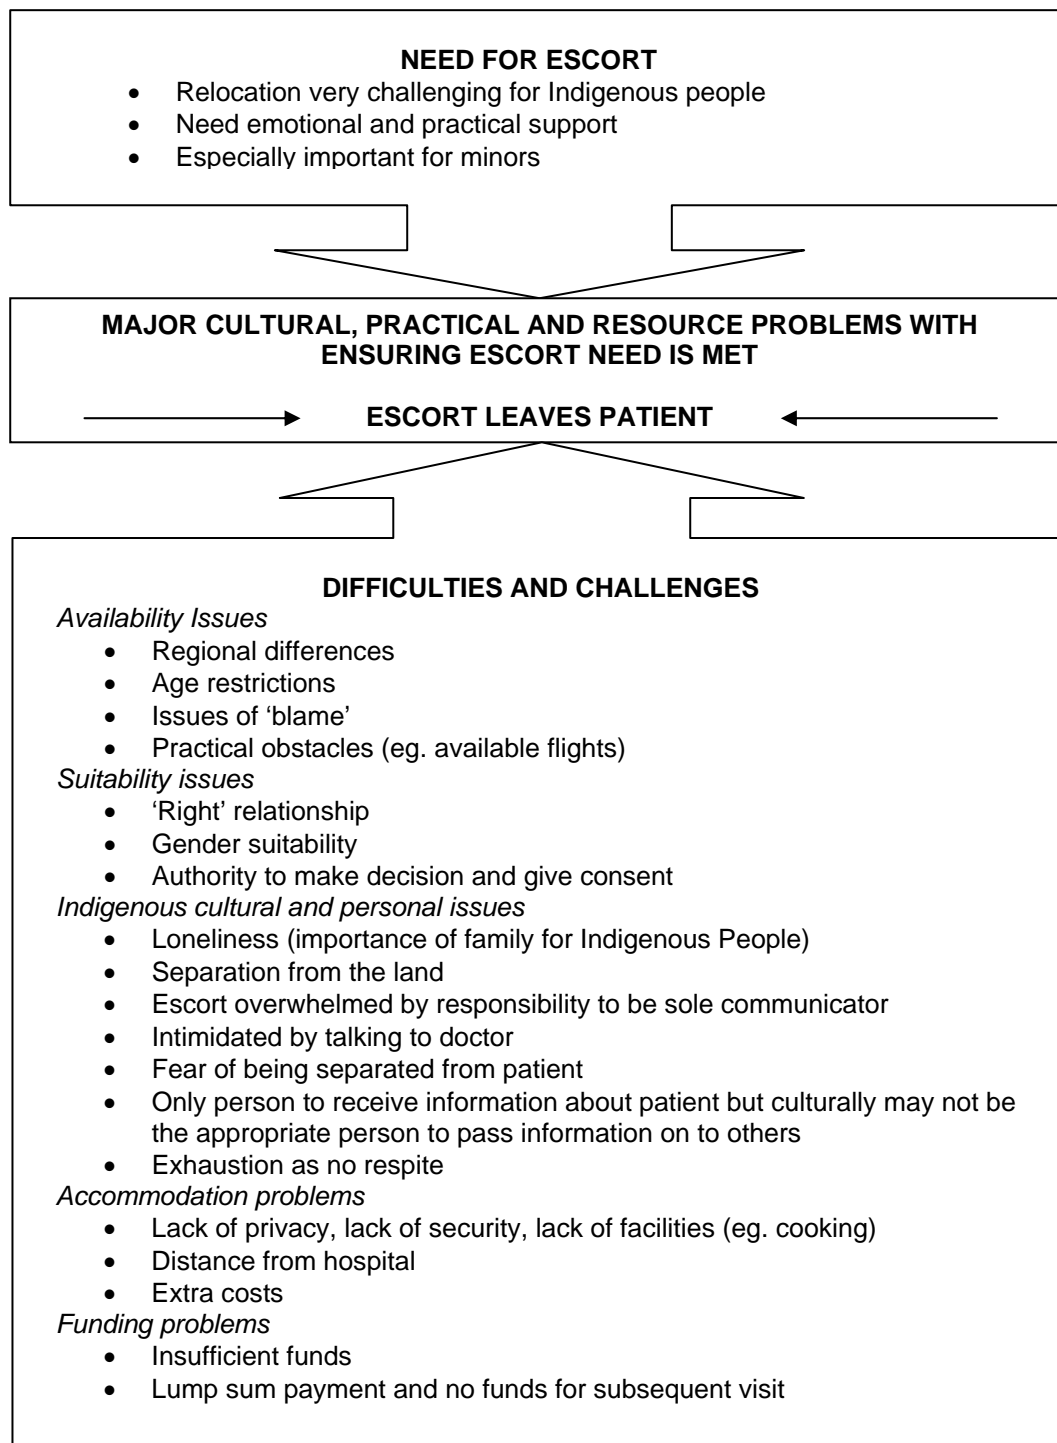 NEED FOR ESCORT
• Relocation very challenging for Indigenous people
• Need emotional and practical support
• Especially important for minors
MAJOR CULTURAL, PRACTICAL AND RESOURCE PROBLEMS WITH
ENSURING ESCORT NEED IS MET
ESCORT LEAVES PATIENT
DIFFICULTIES AND CHALLENGES
Availability Issues
• Regional differences
• Age restrictions
• Issues of ‘blame’
• Practical obstacles (eg. available flights)
Suitability issues
• ‘Right’ relationship
• Gender suitability
• Authority to make decision and give consent
Indigenous cultural and personal issues
• Loneliness (importance of family for Indigenous People)
• Separation from the land
• Escort overwhelmed by responsibility to be sole communicator
• Intimidated by talking to doctor
• Fear of being separated from patient
• Only person to receive information about patient but culturally may not be
the appropriate person to pass information on to others
• Exhaustion as no respite
Accommodation problems
• Lack of privacy, lack of security, lack of facilities (eg. cooking)
• Distance from hospital
• Extra costs
Funding problems
• Insufficient funds
• Lump sum payment and no funds for subsequent visit